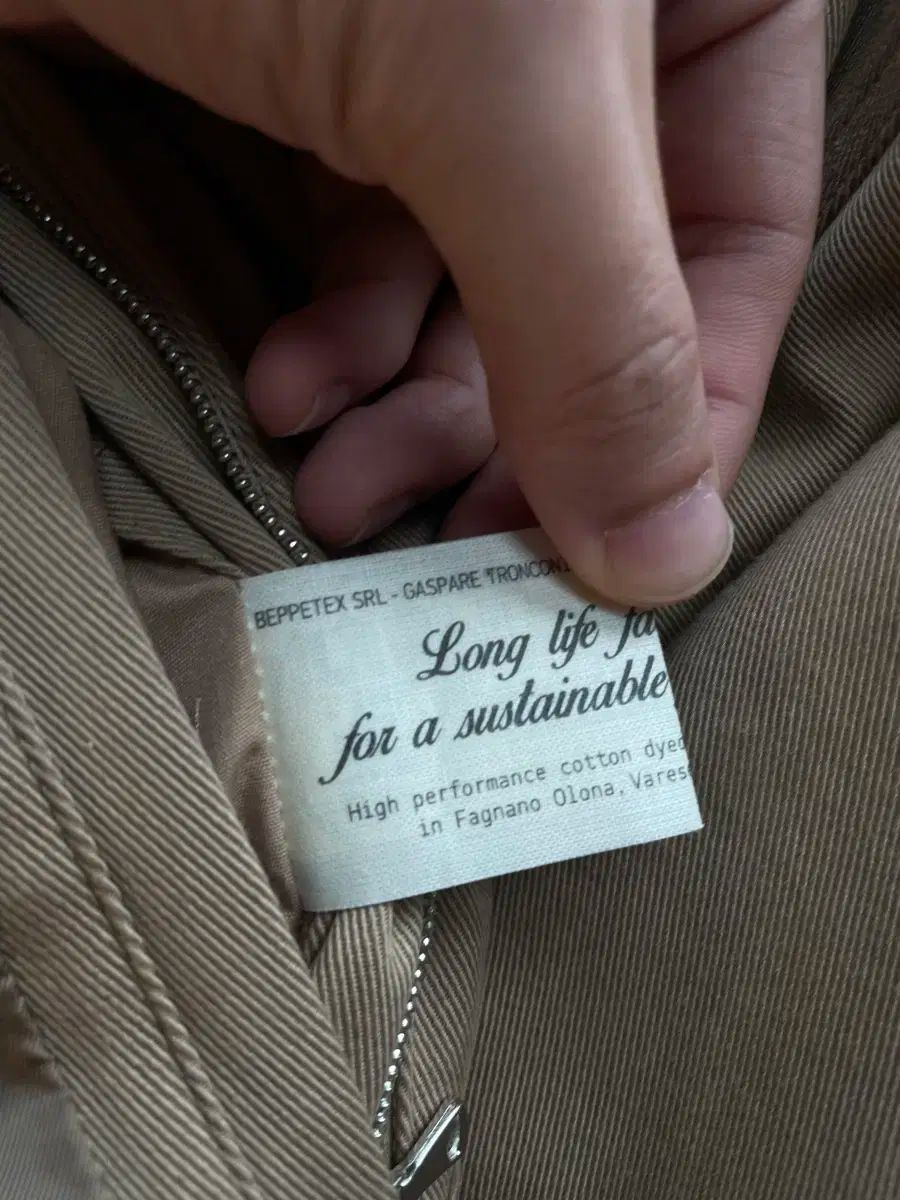 BEPPETEX SRL - GASPARE TRONCONI
Long life fa
for a sustainable
High performance cotton dyed
in Fagnano Olona, Vares